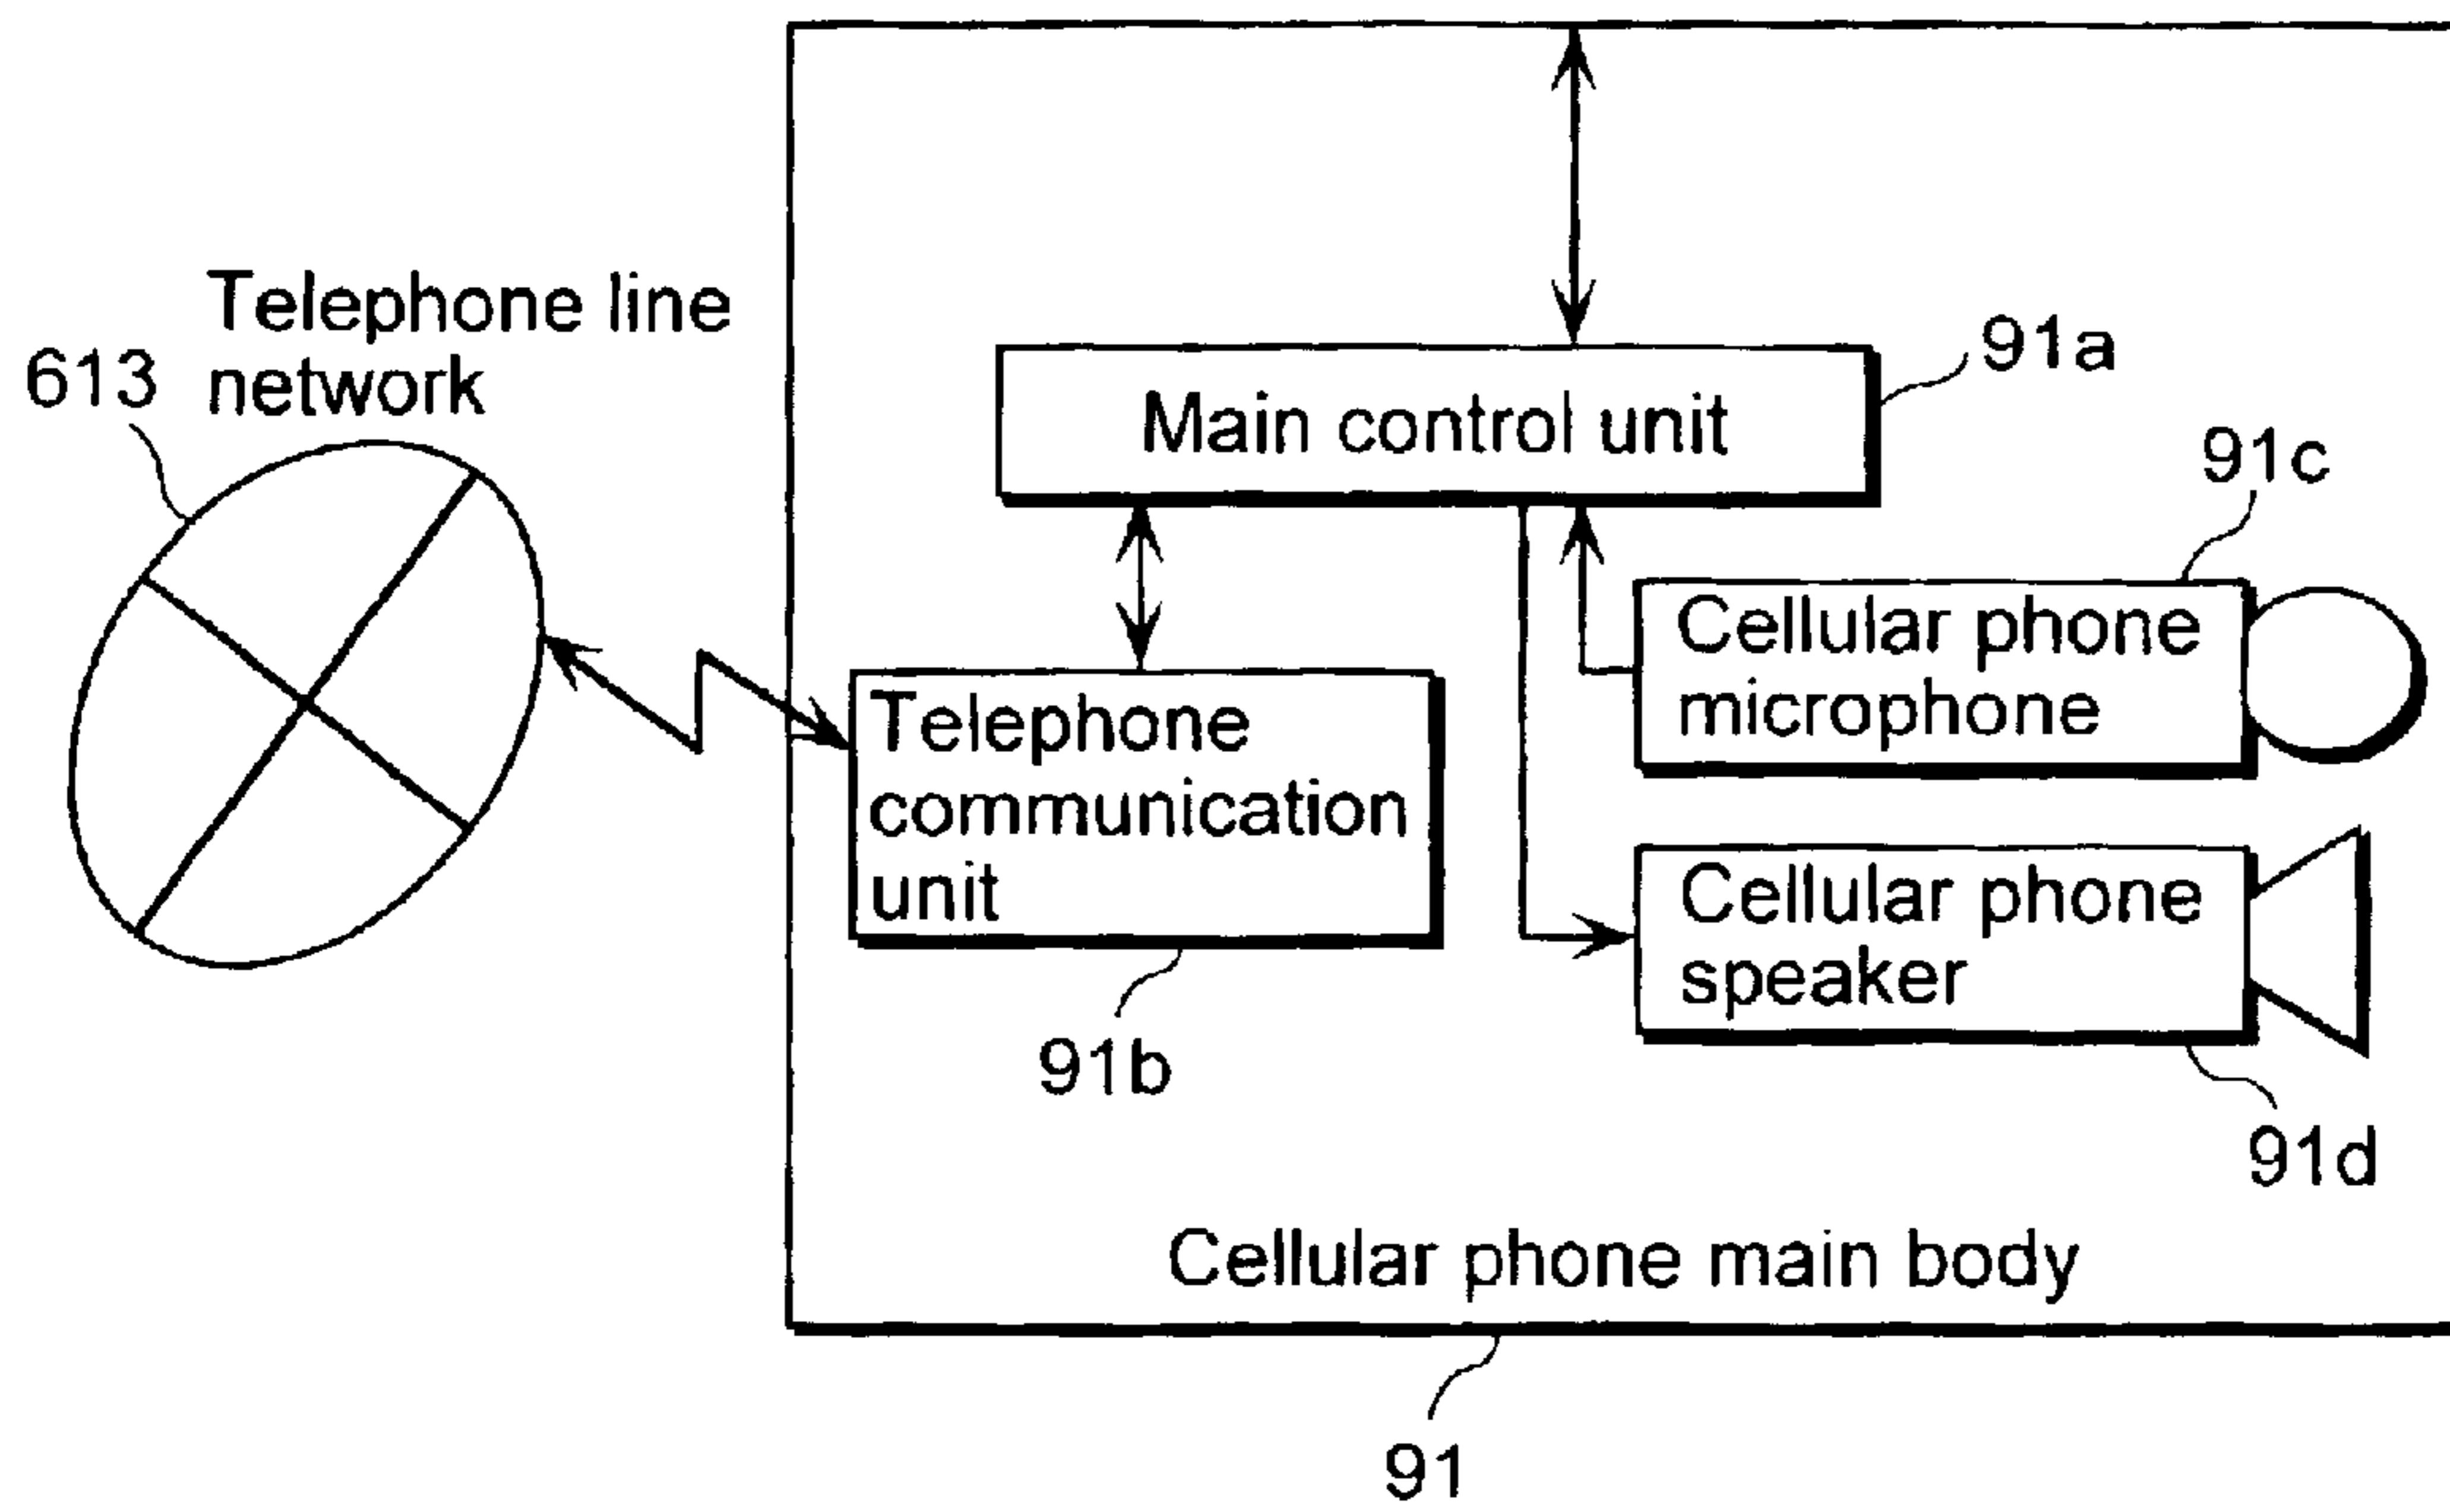 Telephone line
613 network
91a
Main control unit
91c
Cellular phone
microphone
Telephone
communication
unit
Cellular phone
speaker
91b
91d
Cellular phone main body
91